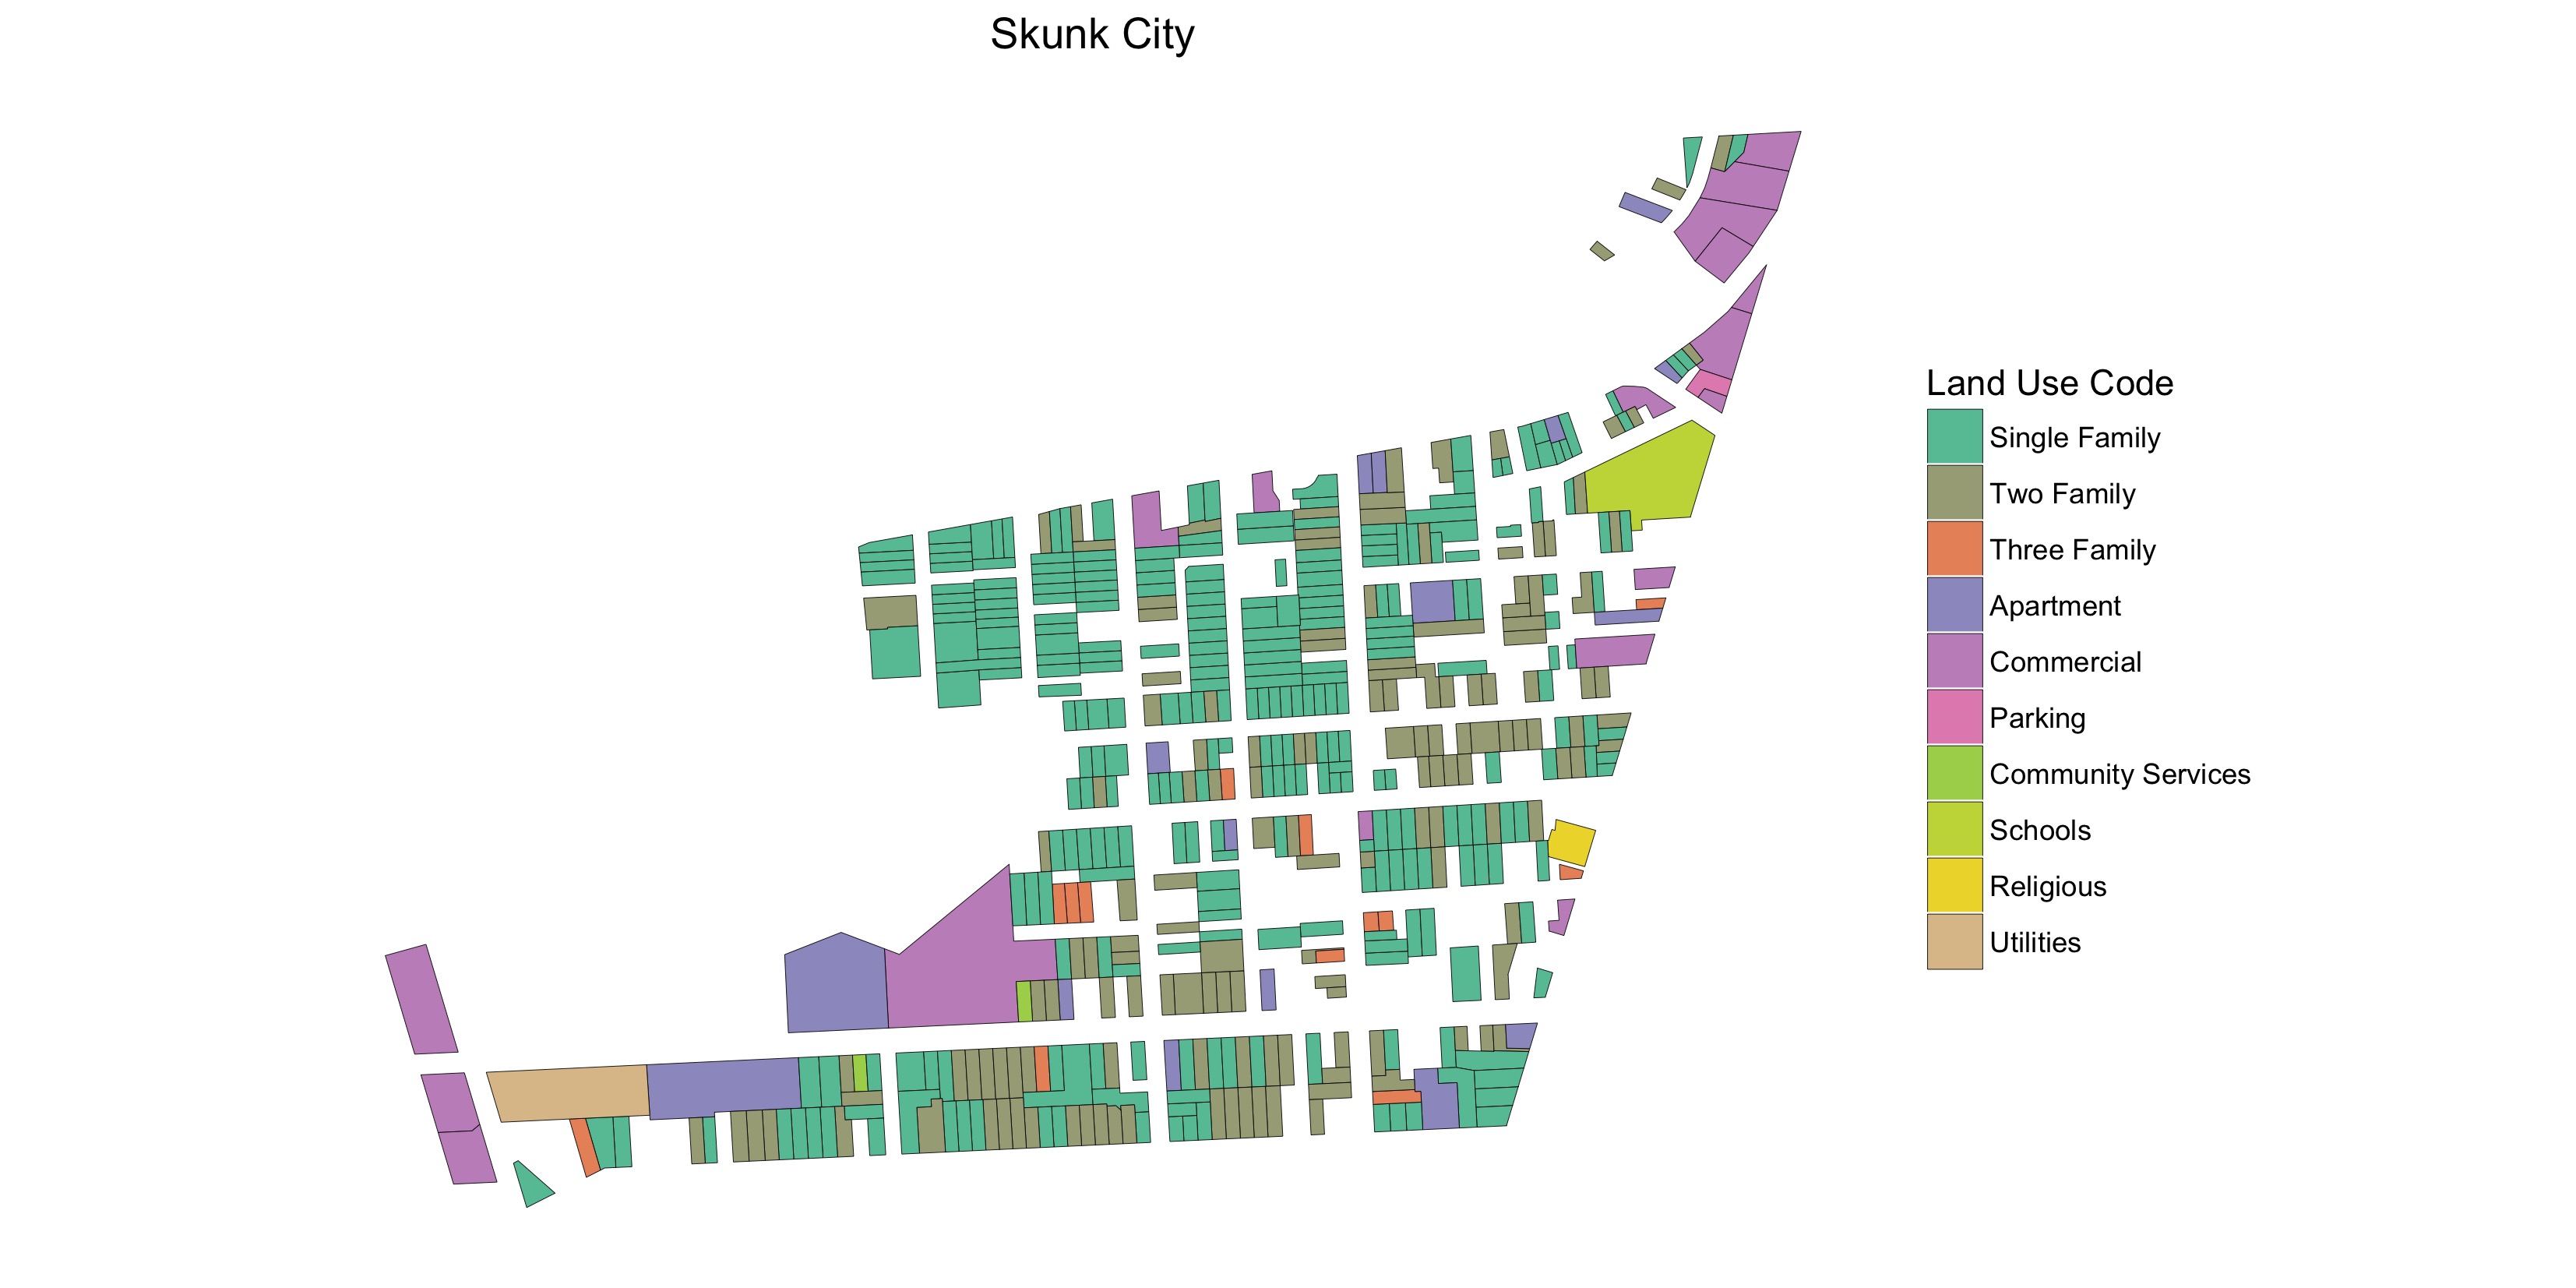 Skunk City
Land Use Code
Single Family
Two Family
Three Family
Apartment
Commercial
Parking
Community Services
Schools
Religious
Utilities